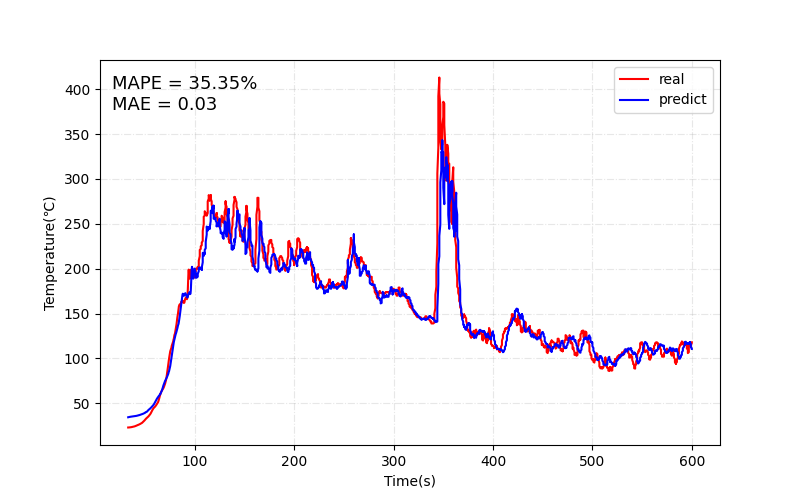 MAPE = 35.35%
MAE = 0.03
real
predict
Temperature(℃)
400
350
300
250
200
150
100
50
100
200
300
400
500
600
Time(s)